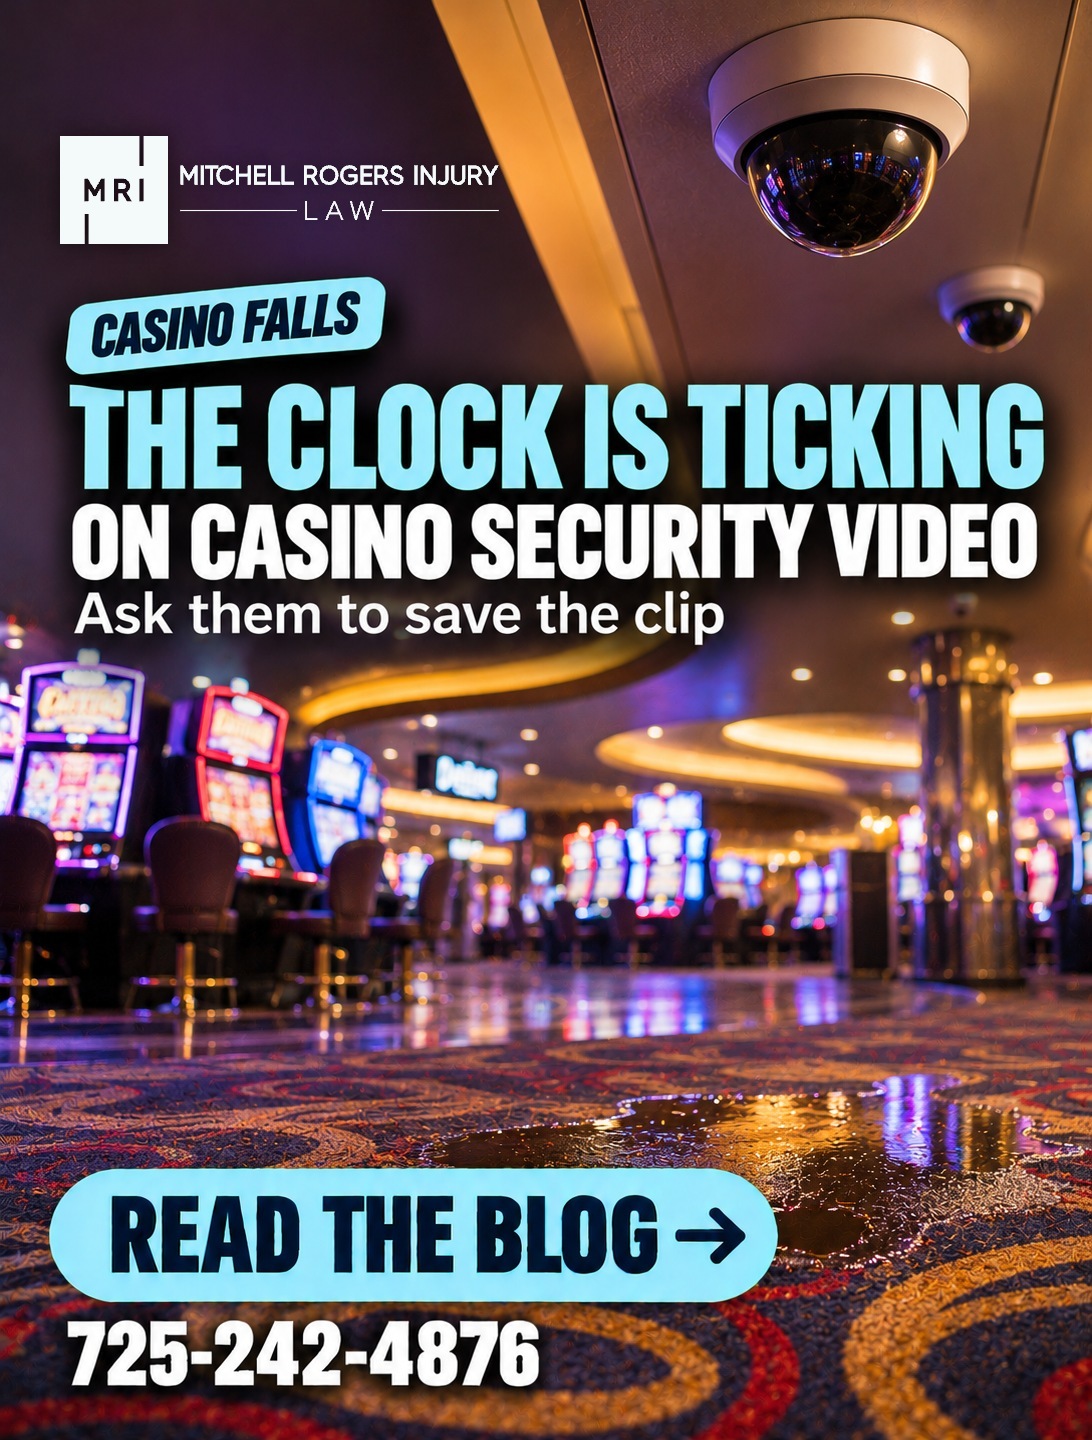 MRI
MITCHELL ROGERS INJURY
LAW
CASINO FALLS
THE CLOCK IS TICKING
ON CASINO SECURITY VIDEO
Ask them to save the clip
READ THE BLOG →
725-242-4876